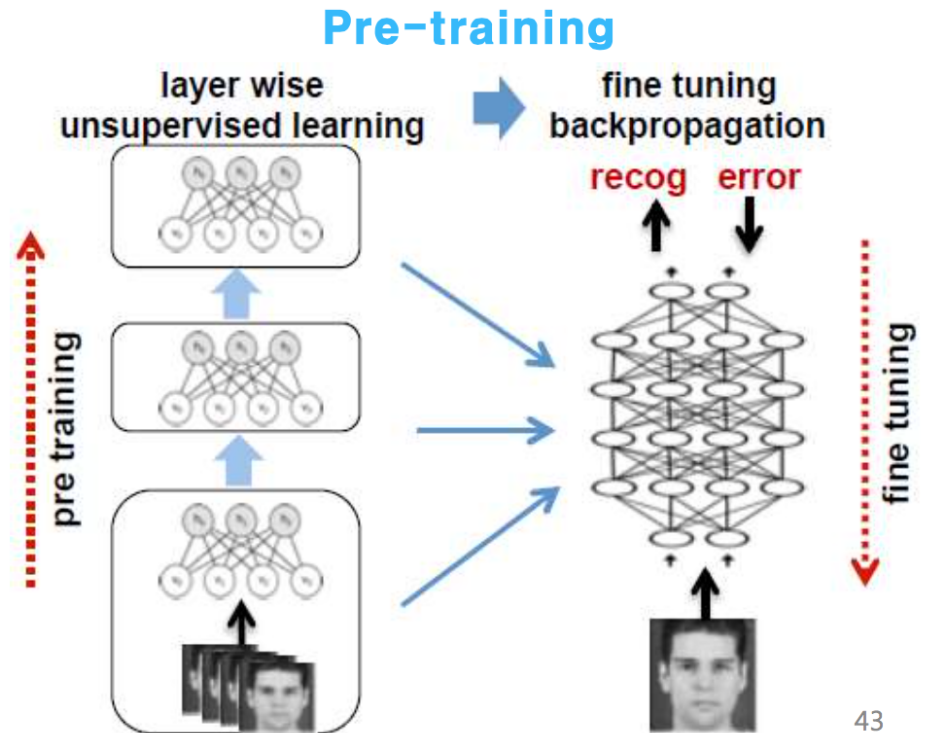 Pre-training
layer wise
unsupervised learning
fine tuning
backpropagation
recog error
pre training
fine tuning
43